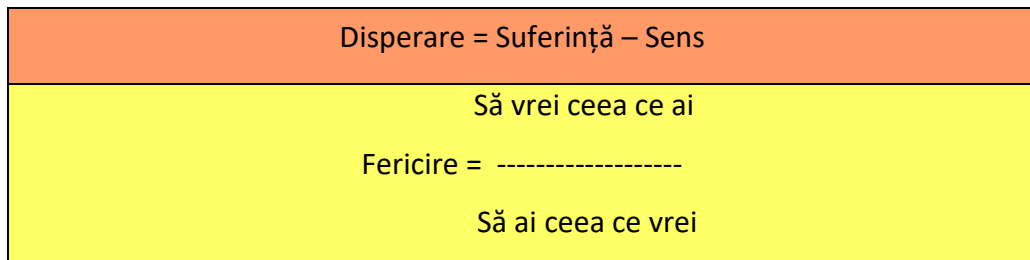 Disperare = Suferință – Sens
Să vrei ceea ce ai
Fericire = -------------------
Să ai ceea ce vrei